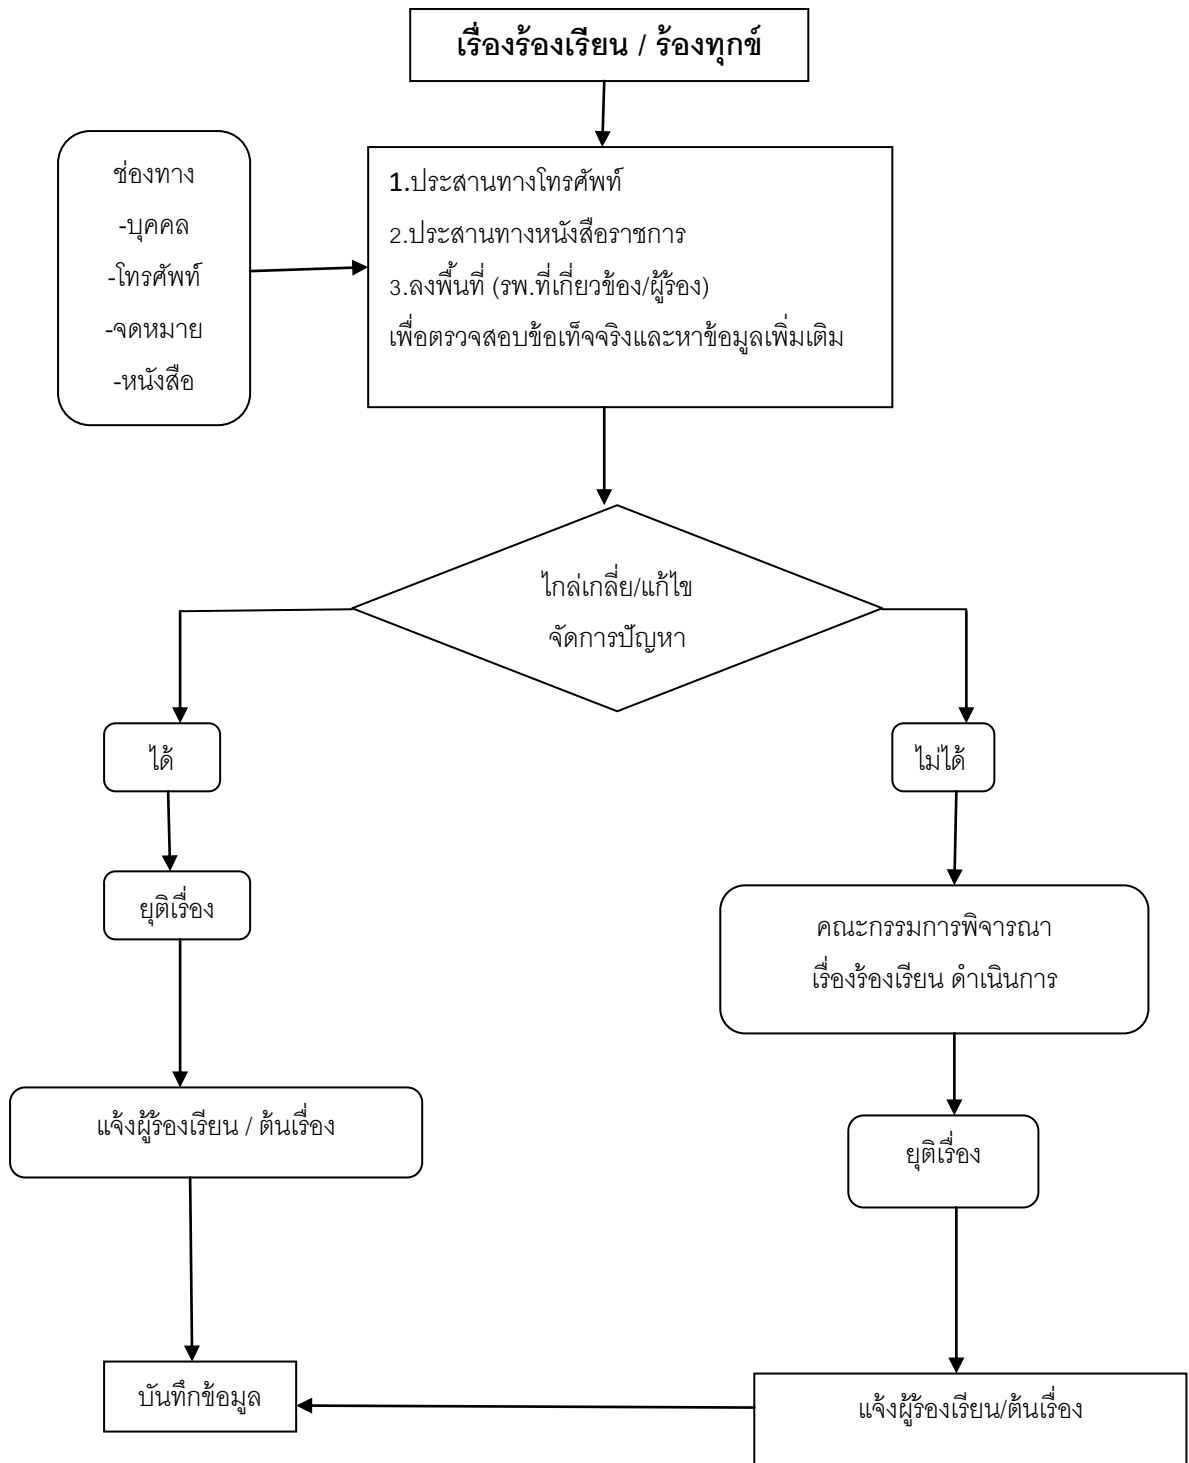 เรื่องร้องเรียน / ร้องทุกข์
ช่องทาง
-บุคคล
-โทรศัพท์
-จดหมาย
-หนังสือ
1.ประสานทางโทรศัพท์
2.ประสานทางหนังสือราชการ
3.ลงพื้นที่ (รพ.ที่เกี่ยวข้อง/ผู้ร้อง)
เพื่อตรวจสอบข้อเท็จจริงและหาข้อมูลเพิ่มเติม
ไกล่เกลี่ย/แก้ไข
จัดการปัญหา
ได้
ไม่ได้
ยุติเรื่อง
คณะกรรมการพิจารณา
เรื่องร้องเรียน ดำเนินการ
แจ้งผู้ร้องเรียน / ต้นเรื่อง
ยุติเรื่อง
บันทึกข้อมูล
แจ้งผู้ร้องเรียน/ต้นเรื่อง